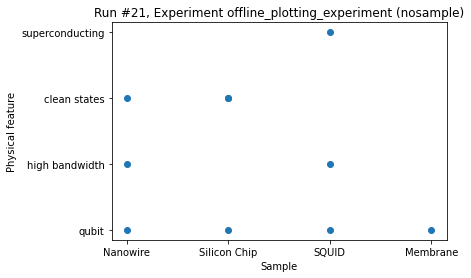 Run #21, Experiment offline_plotting_experiment (nosample)
superconducting
clean states
high bandwidth
qubit
Physical feature
Nanowire Silicon Chip SQUID Membrane
Sample